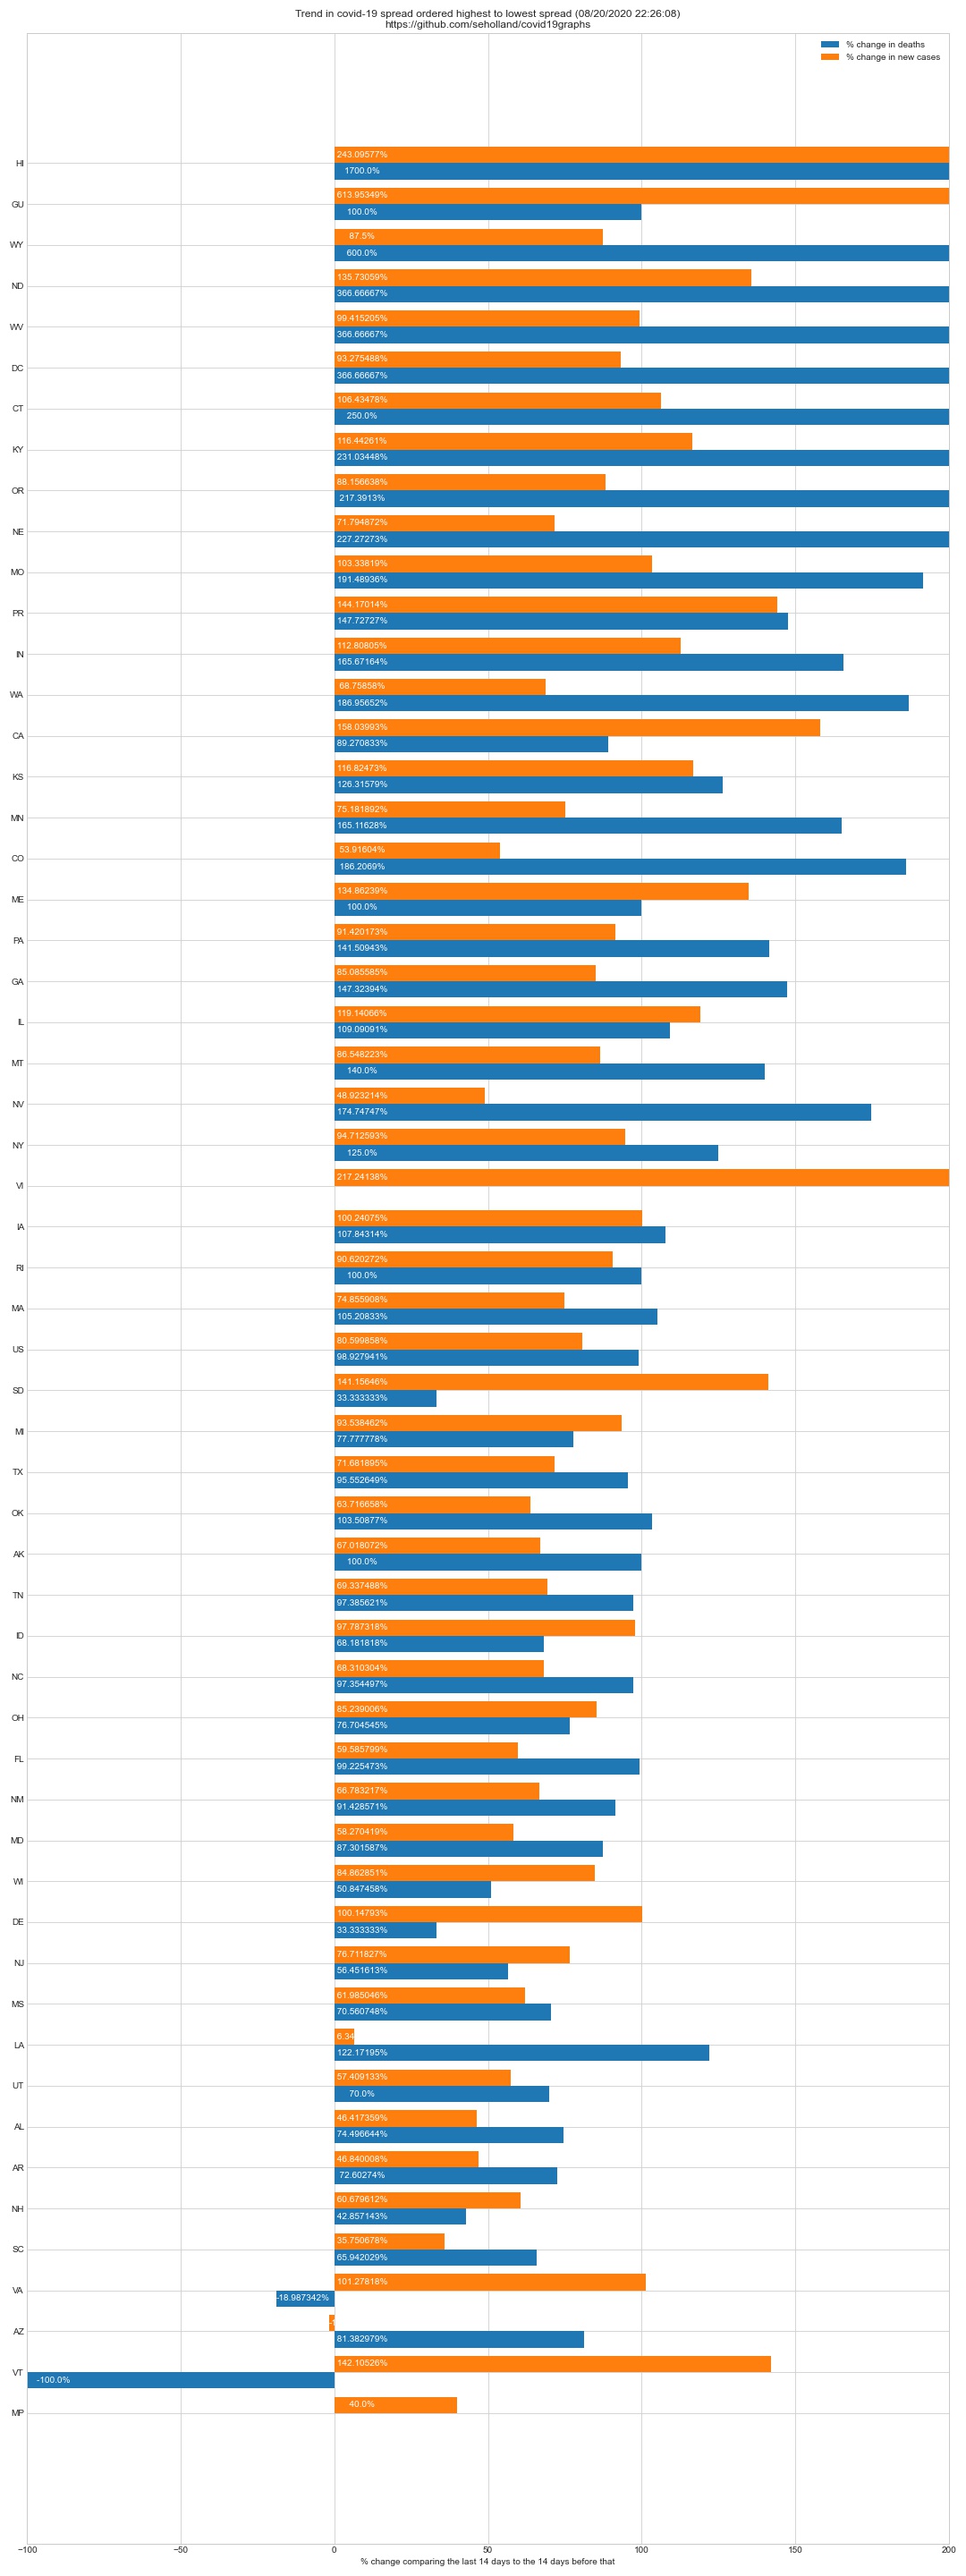 Trend in covid-19 spread ordered highest to lowest spread (08/20/2020 22:26:08)
https://github.com/seholland/covid19graphs
% change in deaths
% change in new cases
243.09577%
HI
1700.0%
613.95349%
GU
100.0%
87.5%
WY
600.0%
135.73059%
ND
366.66667%
99.415205%
WV
366.66667%
93.275488%
DC
366.66667%
106.43478%
CT
250.0%
116.44261%
KY
231.03448%
88.156638%
OR
217.3913%
71.794872%
NE
227.27273%
103.33819%
MO
191.48936%
144.17014%
PR
147.72727%
112.80805%
IN
165.67164%
68.75858%
WA
186.95652%
158.03993%
CA
89.270833%
116.82473%
KS
126.31579%
75.181892%
MN
165.11628%
53.91604%
CO
186.2069%
134.86239%
ME
100.0%
91.420173%
PA
141.50943%
85.085585%
GA
147.32394%
119.14066%
IL
109.09091%
86.548223%
MT
140.0%
48.923214%
NV
174.74747%
94.712593%
NY
125.0%
217.24138%
VI
100.24075%
IA
107.84314%
90.620272%
RI
100.0%
74.855908%
MA
105.20833%
80.599858%
US
98.927941%
141.15646%
SD
33.333333%
93.538462%
MI
77.777778%
71.681895%
TX
95.552649%
63.716658%
OK
103.50877%
67.018072%
AK
100.0%
69.337488%
TN
97.385621%
97.787318%
ID
68.181818%
68.310304%
NC
97.354497%
85.239006%
OH
76.704545%
59.585799%
FL
99.225473%
66.783217%
NM
91.428571%
58.270419%
MD
87.301587%
84.862851%
WI
50.847458%
100.14793%
DE
33.333333%
76.711827%
NJ
56.451613%
61.985046%
MS
70.560748%
6.34
LA
122.17195%
57.409133%
UT
70.0%
46.417359%
AL
74.496644%
46.840008%
AR
72.60274%
60.679612%
NH
42.857143%
35.750678%
SC
65.942029%
101.27818%
VA
-18.987342%
AZ
81.382979%
142.10526%
VT
-100.0%
40.0%
MP
−100 −50 0 50 100 150 200
% change comparing the last 14 days to the 14 days before that